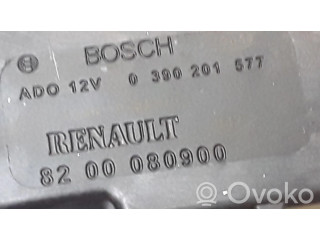 BOSCH
ADO 12V 0 390 201 577
RENAULT
82 00 080900
Ovoko